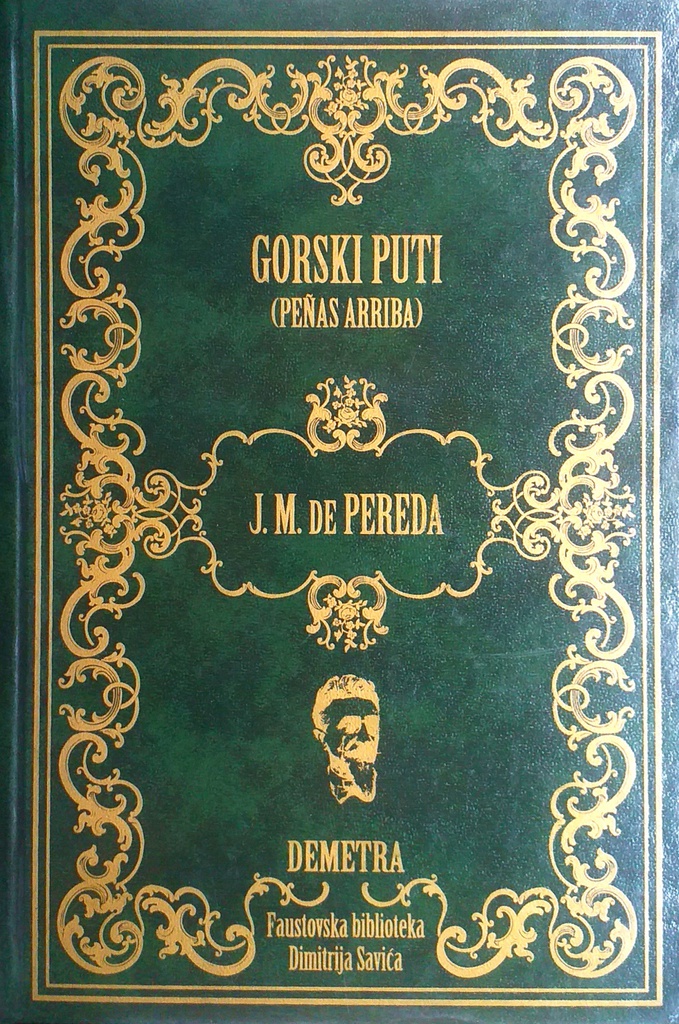 GORSKI PUTI
(PEÑAS ARRIBA)
J. M. DE PEREDA
DEMETRA
Faustovska biblioteka
Dimitrija Savića